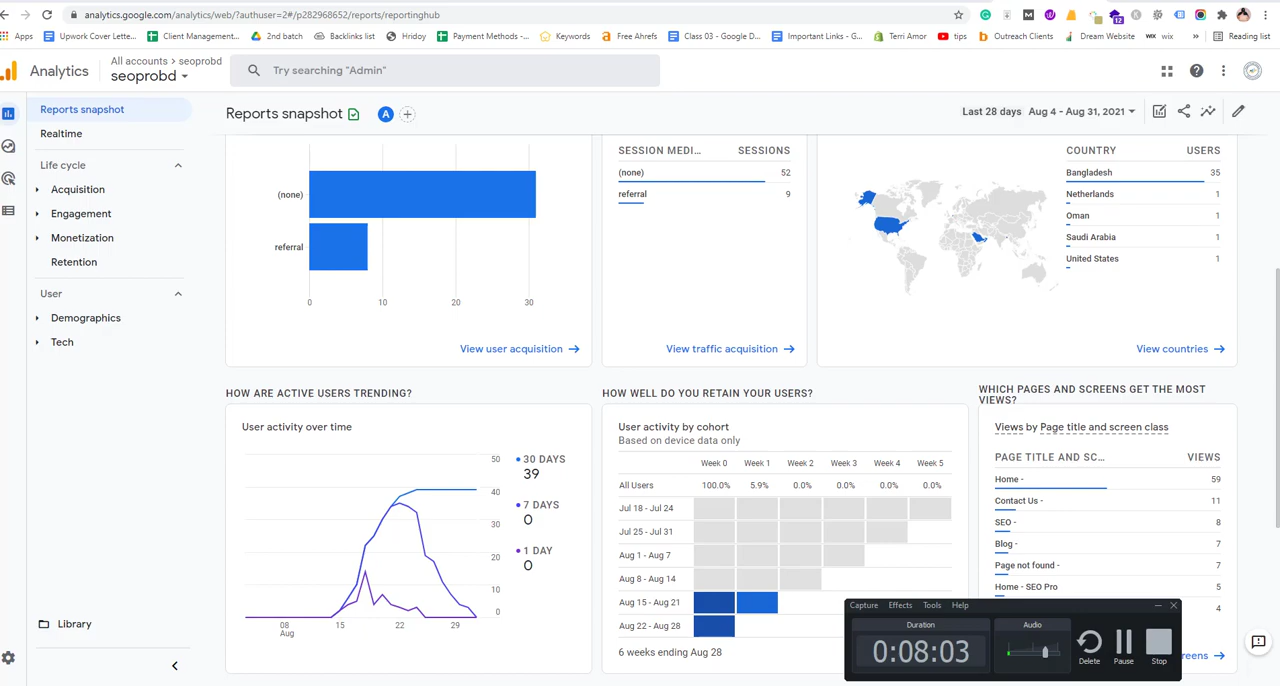 analytics.google.com/analytics/web/?authuser=2#/p282968652/reports/reportinghub
Apps Upwork Cover Lette... Client Management... 2nd batch Backlinks list Hriday Payment Methods -... Keywords Free Ahrefs Class 03 - Google D... Important Links - G... Terri Amor tips Outreach Clients Dream Website WIX wix » Reading list
12
Analytics
All accounts > seoprobd
seoprobd
Try searching "Admin"
Reports snapshot
Realtime
Life cycle
Acquisition
Engagement
Monetization
Retention
User
Demographics
Tech
Library
Reports snapshot A
Last 28 days Aug 4 - Aug 31, 2021
(none)
referral
0 10 20 30
View user acquisition
SESSION MEDI... SESSIONS
(none) 52
referral 9
View traffic acquisition
COUNTRY USERS
Bangladesh 35
Netherlands 1
Oman 1
Saudi Arabia 1
United States 1
View countries
HOW ARE ACTIVE USERS TRENDING?
User activity over time
50
40
30
20
10
0
08 15 22 29
Aug
30 DAYS
39
7 DAYS
0
1 DAY
0
HOW WELL DO YOU RETAIN YOUR USERS?
User activity by cohort
Based on device data only
Week 0 Week 1 Week 2 Week 3 Week 4 Week 5
All Users 100.0% 5.9% 0.0% 0.0% 0.0% 0.0%
Jul 18 - Jul 24
Jul 25 - Jul 31
Aug 1 - Aug 7
Aug 8 - Aug 14
Aug 15 - Aug 21
Aug 22 - Aug 28
6 weeks ending Aug 28
WHICH PAGES AND SCREENS GET THE MOST
VIEWS?
Views by Page title and screen class
PAGE TITLE AND SC... VIEWS
Home - 59
Contact Us - 11
SEO - 8
Blog - 7
Page not found - 7
Home - SEO Pro 5
4
reens
Capture Effects Tools Help
Duration
0:08:03
Audio
Delete Pause Stop